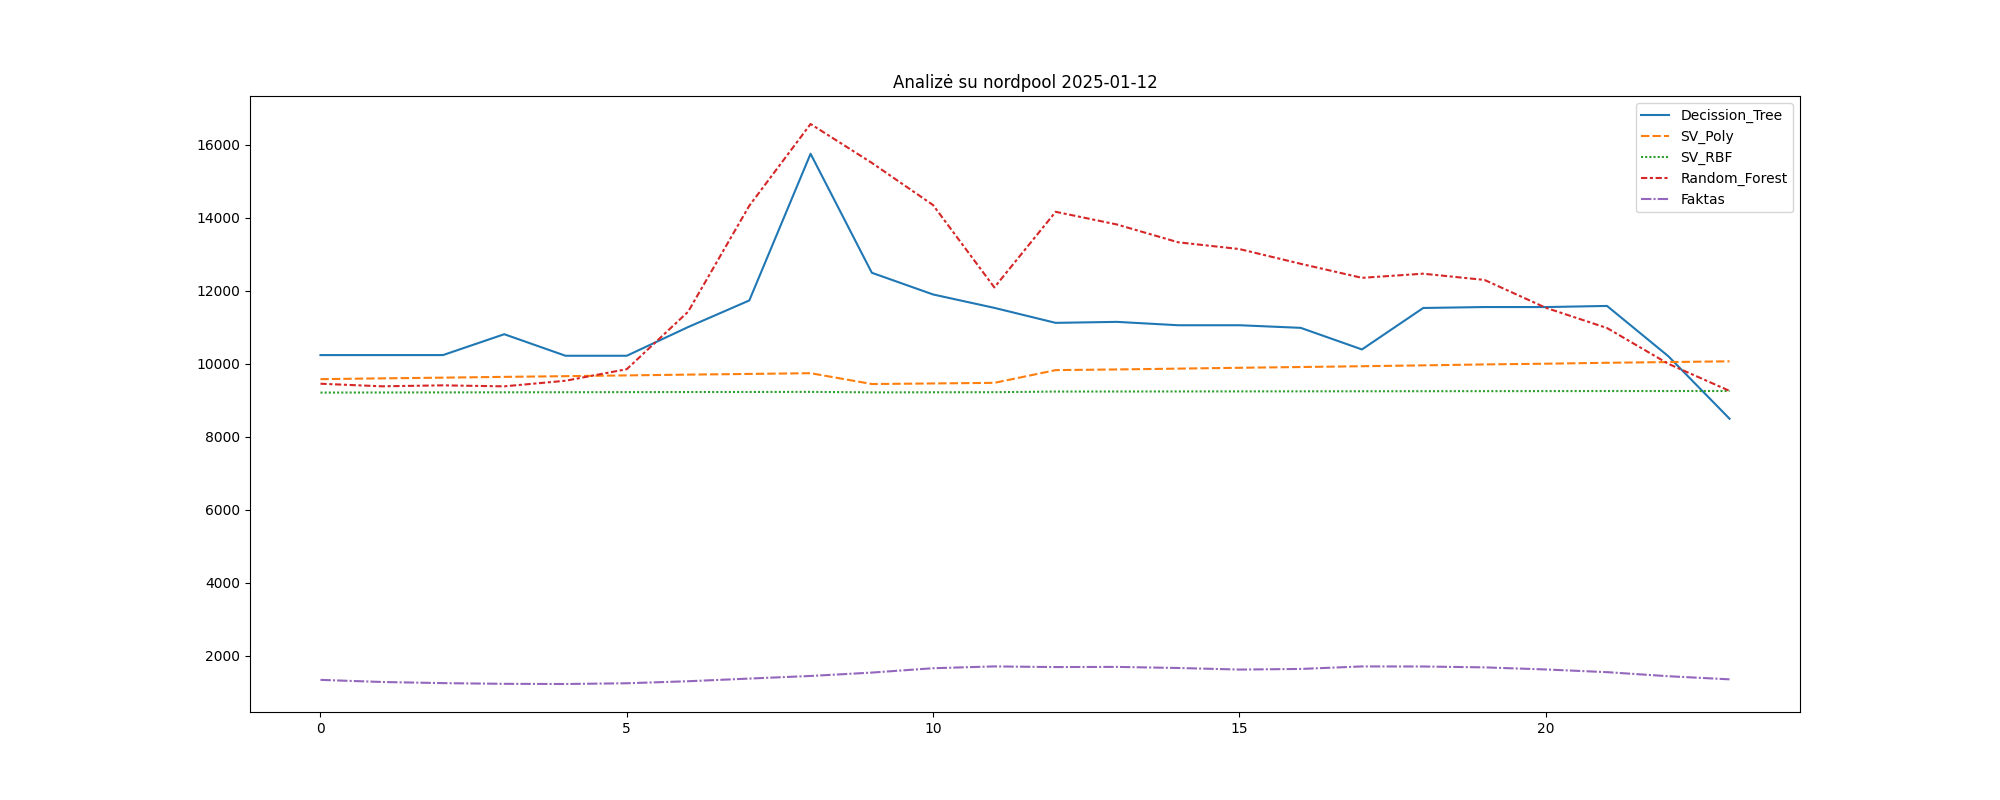 Analizė su nordpool 2025-01-12
Decission_Tree
SV_Poly
SV_RBF
Random_Forest
Faktas
16000
14000
12000
10000
8000
6000
4000
2000
0 5 10 15 20